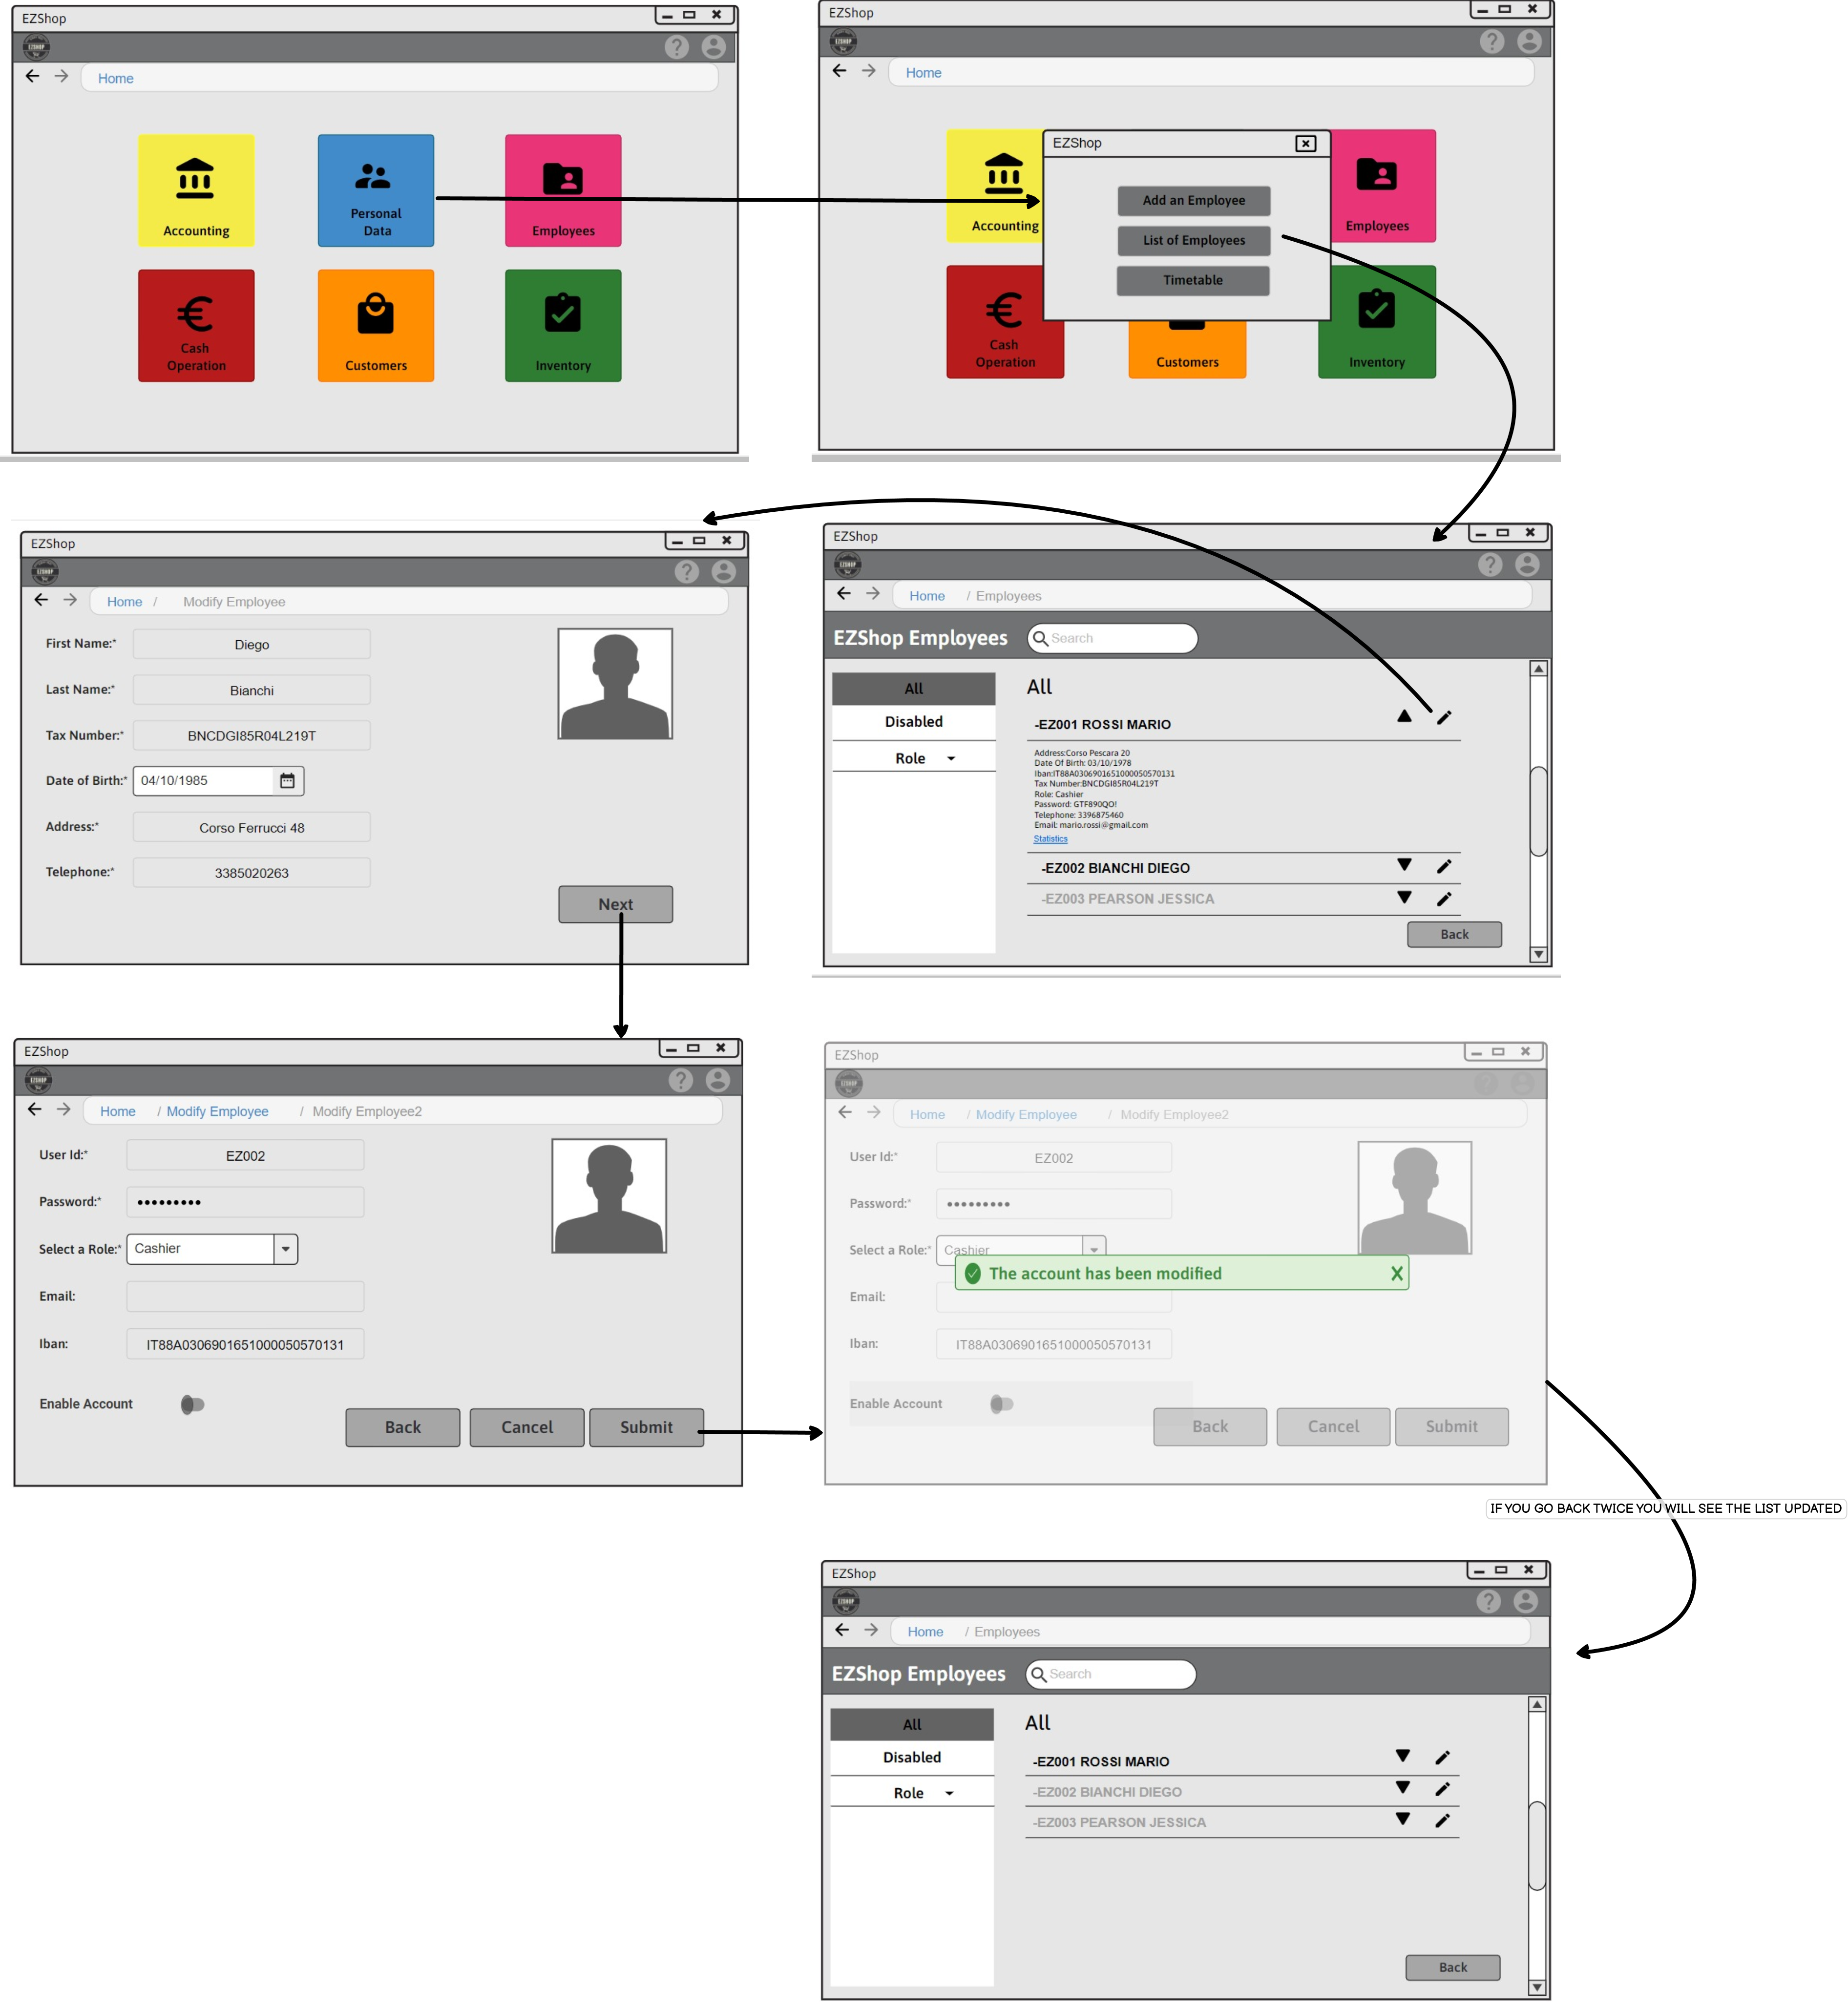 EZShop
EZSHOP
?
Home
Accounting
Personal
Data
Employees
€
Cash
Operation
Customers
Inventory
EZShop
EZSHOP
?
Home
Accounting
EZShop
Add an Employee
List of Employees
Timetable
Employees
€
Cash
Operation
Customers
Inventory
EZShop
EZSHOP
?
Home / Modify Employee
First Name:* Diego
Last Name:* Bianchi
Tax Number:* BNCDGI85R04L219T
Date of Birth:* 04/10/1985
Address:* Corso Ferrucci 48
Telephone:* 3385020263
Next
EZShop
EZSHOP
?
Home / Employees
EZShop Employees Search
All
Disabled
Role
All
-EZ001 ROSSI MARIO
Address:Corso Pescara 20
Date Of Birth: 03/10/1978
Iban:IT88A0306901651000050570131
Tax Number:BNCDGI85R04L219T
Role: Cashier
Password: GTF890QO!
Telephone: 3396875460
Email: mario.rossi@gmail.com
Statistics
-EZ002 BIANCHI DIEGO
-EZ003 PEARSON JESSICA
Back
EZShop
EZSHOP
?
Home / Modify Employee / Modify Employee2
User Id:* EZ002
Password:* •••••••••
Select a Role:* Cashier
Email:
Iban: IT88A0306901651000050570131
Enable Account
Back Cancel Submit
EZShop
EZSHOP
?
Home / Modify Employee / Modify Employee2
User Id:* EZ002
Password:* •••••••••
Select a Role:* Cashier
The account has been modified X
Email:
Iban: IT88A0306901651000050570131
Enable Account
Back Cancel Submit
IF YOU GO BACK TWICE YOU WILL SEE THE LIST UPDATED
EZShop
EZSHOP
?
Home / Employees
EZShop Employees Search
All
Disabled
Role
All
-EZ001 ROSSI MARIO
-EZ002 BIANCHI DIEGO
-EZ003 PEARSON JESSICA
Back